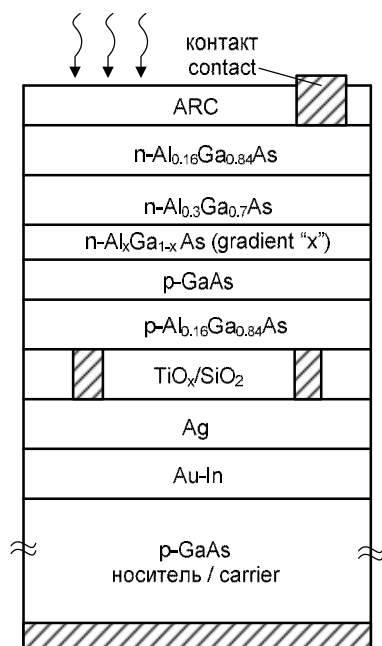 контакт
contact
ARC
n-Al₀.₁₆Ga₀.₈₄As
n-Al₀.₃Ga₀.₇As
n-AlₓGa₁₋ₓAs (gradient “x”)
p-GaAs
p-Al₀.₁₆Ga₀.₈₄As
TiOₓ/SiO₂
Ag
Au-In
p-GaAs
носитель / carrier